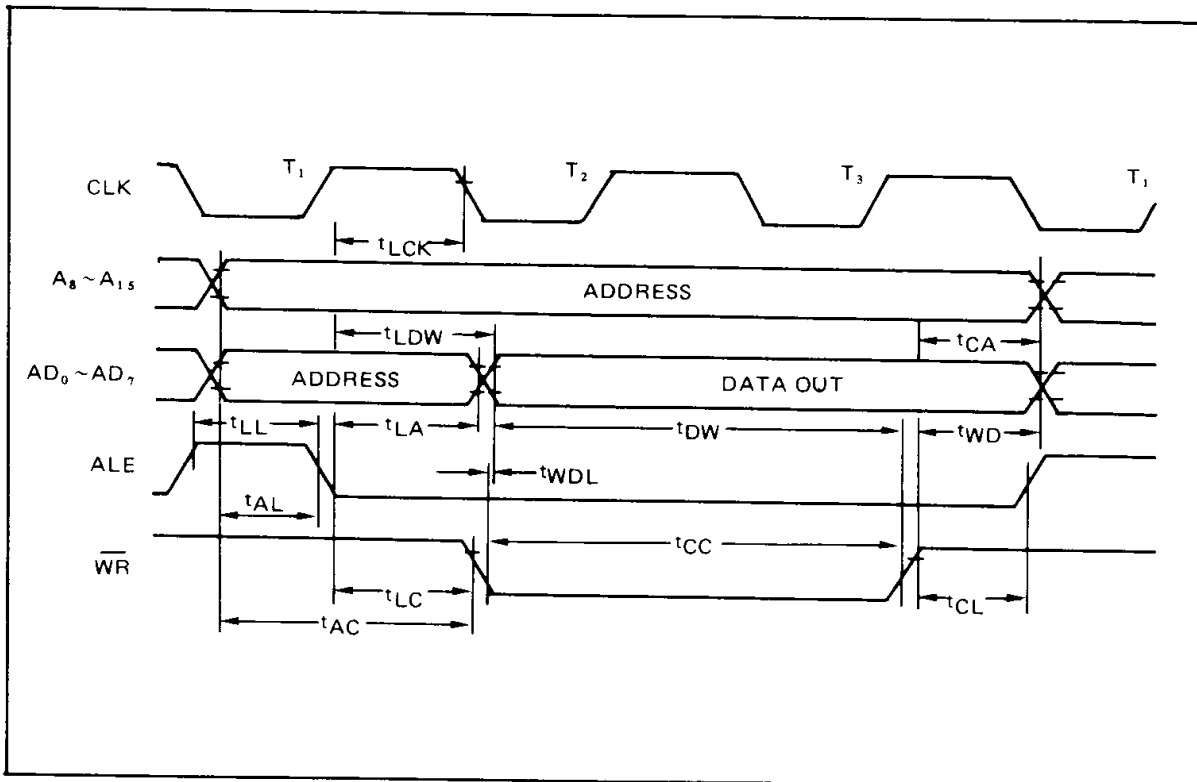 CLK T₁ T₂ T₃ T₁
tLCK
A₈~A₁₅ ADDRESS
tLDW tCA
AD₀~AD₇ ADDRESS DATA OUT
tLL tLA tDW tWD
ALE tWDL
tAL
W̅R̅ tCC
tLC tCL
tAC